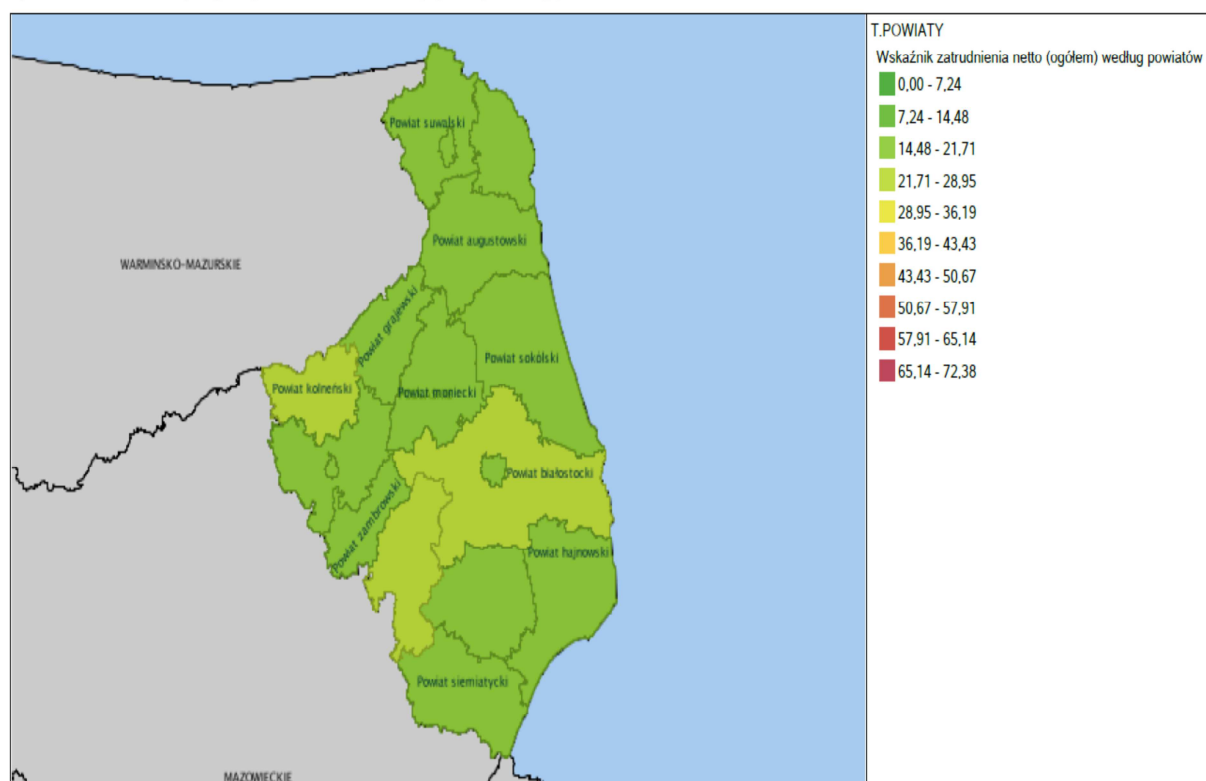 T.POWIATY
Wskaźnik zatrudnienia netto (ogółem) według powiatów
0,00 - 7,24
7,24 - 14,48
14,48 - 21,71
21,71 - 28,95
28,95 - 36,19
36,19 - 43,43
43,43 - 50,67
50,67 - 57,91
57,91 - 65,14
65,14 - 72,38
Powiat suwalski
Powiat augustowski
WARMIŃSKO-MAZURSKIE
Powiat grajewski
Powiat sokólski
Powiat kolneński
Powiat moniecki
Powiat białostocki
Powiat zambrowski
Powiat hajnowski
Powiat siemiatycki
MAZOWIECKIE